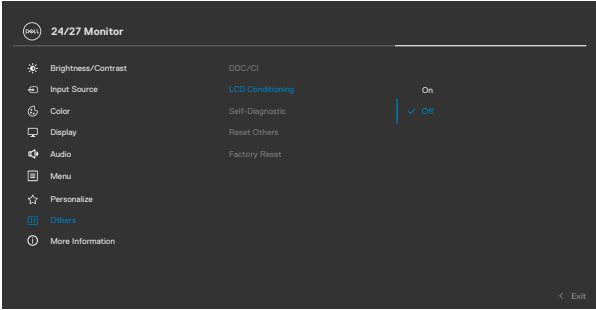 DELL 24/27 Monitor
Brightness/Contrast DDC/CI
Input Source LCD Conditioning On
Color Self-Diagnostic Off
Display Reset Others
Audio Factory Reset
Menu
Personalize
Others
More Information
Exit